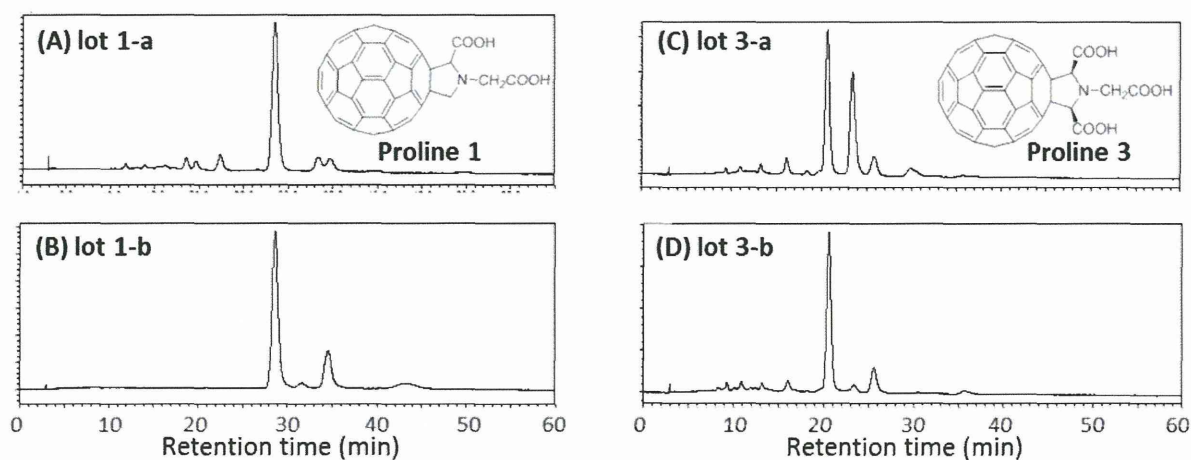 (A) lot 1-a
COOH
N-CH₂COOH
Proline 1
(B) lot 1-b
0 10 20 30 40 50 60
Retention time (min)
(C) lot 3-a
COOH
N-CH₂COOH
COOH
Proline 3
(D) lot 3-b
0 10 20 30 40 50 60
Retention time (min)